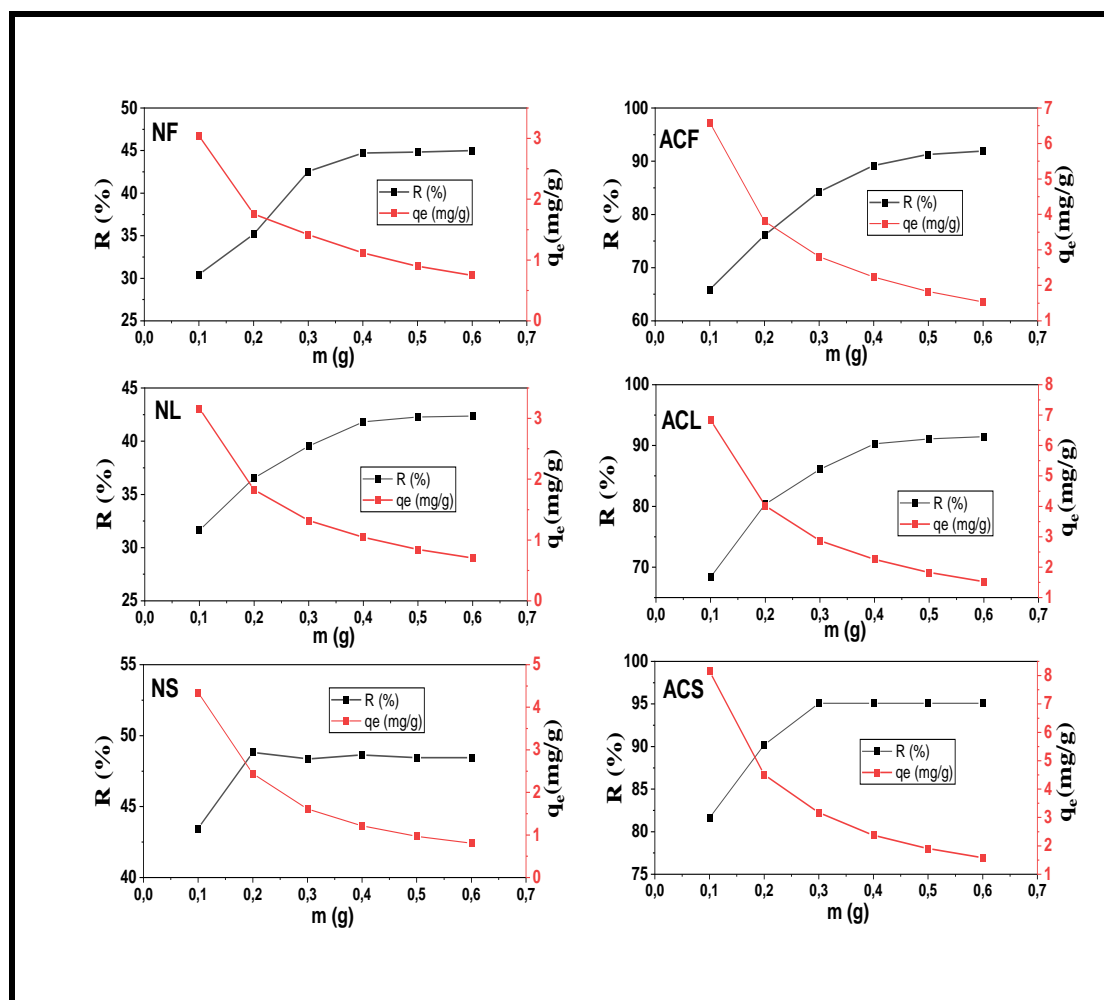 NF
R (%)
50
45
40
35
30
25
3
2
1
0
qe(mg/g)
R (%)
qe (mg/g)
0,0 0,1 0,2 0,3 0,4 0,5 0,6 0,7
m (g)
ACF
R (%)
100
90
80
70
60
7
6
5
4
3
2
1
qe(mg/g)
R (%)
qe (mg/g)
0,0 0,1 0,2 0,3 0,4 0,5 0,6 0,7
m (g)
NL
R (%)
45
40
35
30
25
3
2
1
0
qe(mg/g)
R (%)
qe (mg/g)
0,0 0,1 0,2 0,3 0,4 0,5 0,6 0,7
m (g)
ACL
R (%)
100
90
80
70
8
7
6
5
4
3
2
1
qe(mg/g)
R (%)
qe (mg/g)
0,0 0,1 0,2 0,3 0,4 0,5 0,6 0,7
m (g)
NS
R (%)
55
50
45
40
5
4
3
2
1
0
qe(mg/g)
R (%)
qe (mg/g)
0,0 0,1 0,2 0,3 0,4 0,5 0,6 0,7
m (g)
ACS
R (%)
100
95
90
85
80
75
8
7
6
5
4
3
2
1
qe(mg/g)
R (%)
qe (mg/g)
0,0 0,1 0,2 0,3 0,4 0,5 0,6 0,7
m (g)